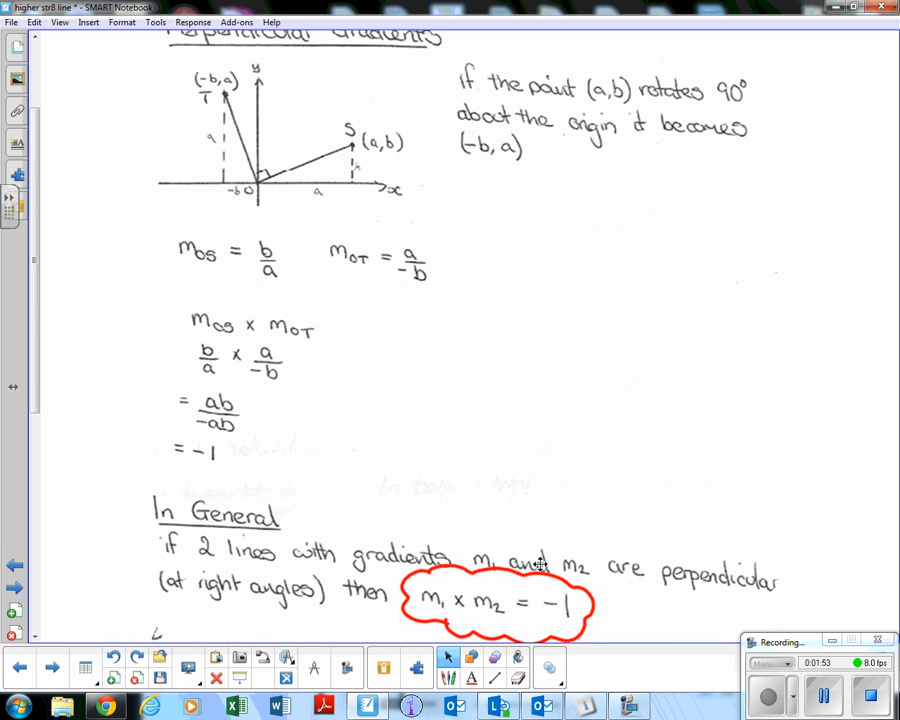 higher str8 line * - SMART Notebook
File Edit View Insert Format Tools Response Add-ons Help
Perpendicular Gradients
y
(-b,a)
T
a
S
(a,b)
b
-b O a x
if the point (a,b) rotates 90°
about the origin it becomes
(-b, a)
mOS = b/a mOT = a/-b
mOS x mOT
b/a x a/-b
= ab/-ab
= -1
In General
if 2 lines with gradients m1 and m2 are perpendicular
(at right angles) then m1 x m2 = -1
Recording...
Menu 01:53 8.0 fps